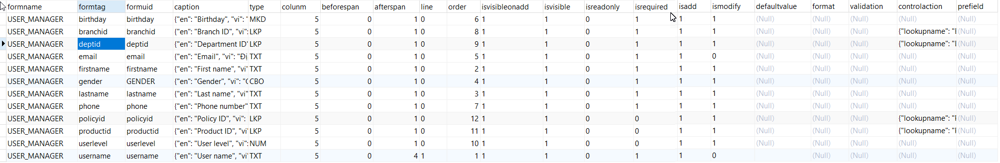 formname formtag formuid caption type colunm beforespan afterspan line order isvisibleonadd isvisible isreadonly isrequired isadd ismodify defaultvalue format validation controlaction prefield
USER_MANAGER birthday birthday {"en": "Birthday", "vi": " MKD 5 0 1 0 6 1 1 0 1 1 1 (Null) (Null) (Null) (Null) (Null)
USER_MANAGER branchid branchid {"en": "Branch ID", "vi": LKP 5 0 1 0 8 1 1 0 1 1 1 (Null) (Null) (Null) {"lookupname": " (Null)
USER_MANAGER deptid deptid {"en": "Department ID" LKP 5 0 1 0 9 1 1 0 1 1 1 (Null) (Null) (Null) {"lookupname": " (Null)
USER_MANAGER email email {"en": "Email", "vi": "Đị TXT 5 0 1 0 5 1 1 0 1 1 0 (Null) (Null) (Null) (Null) (Null)
USER_MANAGER firstname firstname {"en": "First name", "vi" TXT 5 0 1 0 2 1 1 0 1 1 1 (Null) (Null) (Null) (Null) (Null)
USER_MANAGER gender GENDER {"en": "Gender", "vi": " CBO 5 0 1 0 4 1 1 0 1 1 1 (Null) (Null) (Null) (Null) (Null)
USER_MANAGER lastname lastname {"en": "Last name", "vi" TXT 5 0 1 0 3 1 1 0 1 1 1 (Null) (Null) (Null) (Null) (Null)
USER_MANAGER phone phone {"en": "Phone number" TXT 5 0 1 0 7 1 1 0 1 1 1 (Null) (Null) (Null) (Null) (Null)
USER_MANAGER policyid policyid {"en": "Policy ID", "vi": LKP 5 0 1 0 12 1 1 0 0 1 1 (Null) (Null) (Null) {"lookupname": " (Null)
USER_MANAGER productid productid {"en": "Product ID", "vi" LKP 5 0 1 0 11 1 1 0 0 1 1 (Null) (Null) (Null) {"lookupname": " (Null)
USER_MANAGER userlevel userlevel {"en": "User level", "vi": NUM 5 0 1 0 10 1 1 0 0 1 1 (Null) (Null) (Null) (Null) (Null)
USER_MANAGER username username {"en": "User name", "vi" TXT 5 0 4 1 1 1 1 0 1 1 0 (Null) (Null) (Null) (Null)